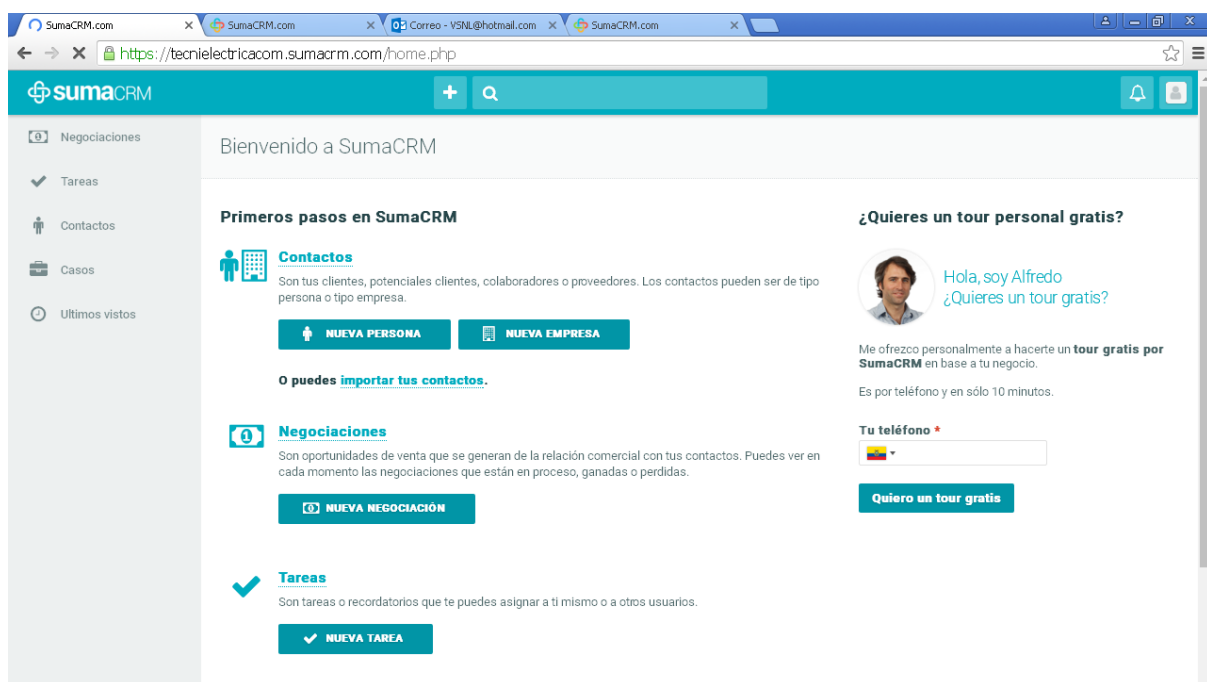 SumaCRM.com
SumaCRM.com
Correo - VSNL@hotmail.com
SumaCRM.com
https://tecnielectricacom.sumacrm.com/home.php
sumaCRM
Negociaciones
Tareas
Contactos
Casos
Ultimos vistos
Bienvenido a SumaCRM
Primeros pasos en SumaCRM
Contactos
Son tus clientes, potenciales clientes, colaboradores o proveedores. Los contactos pueden ser de tipo
persona o tipo empresa.
NUEVA PERSONA
NUEVA EMPRESA
O puedes importar tus contactos.
Negociaciones
Son oportunidades de venta que se generan de la relación comercial con tus contactos. Puedes ver en
cada momento las negociaciones que están en proceso, ganadas o perdidas.
NUEVA NEGOCIACIÓN
Tareas
Son tareas o recordatorios que te puedes asignar a ti mismo o a otros usuarios.
NUEVA TAREA
¿Quieres un tour personal gratis?
Hola, soy Alfredo
¿Quieres un tour gratis?
Me ofrezco personalmente a hacerte un tour gratis por
SumaCRM en base a tu negocio.
Es por teléfono y en sólo 10 minutos.
Tu teléfono *
Quiero un tour gratis